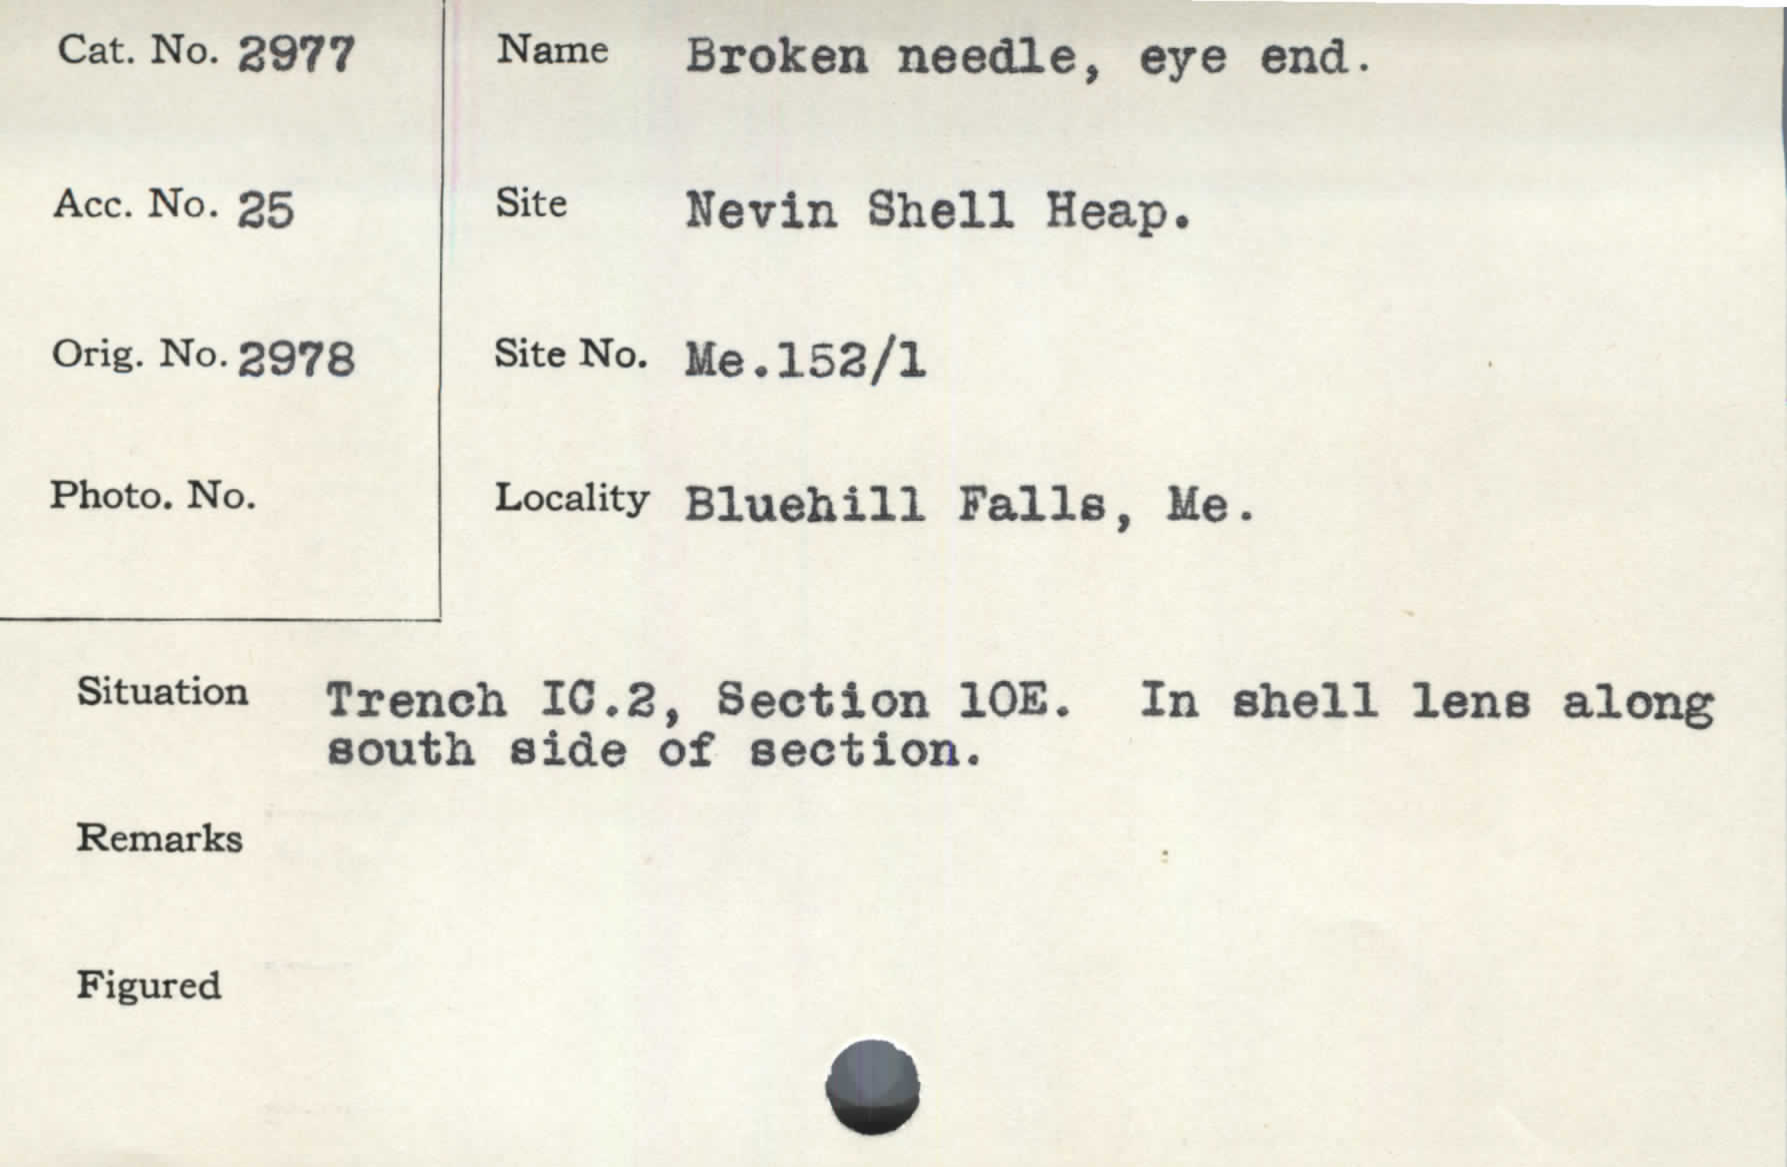 Cat. No. 2977
Name Broken needle, eye end.
Acc. No. 25
Site Nevin Shell Heap.
Orig. No. 2978
Site No. Me.152/1
Photo. No.
Locality Bluehill Falls, Me.
Situation Trench IC.2, Section 10E. In shell lens along
south side of section.
Remarks
Figured